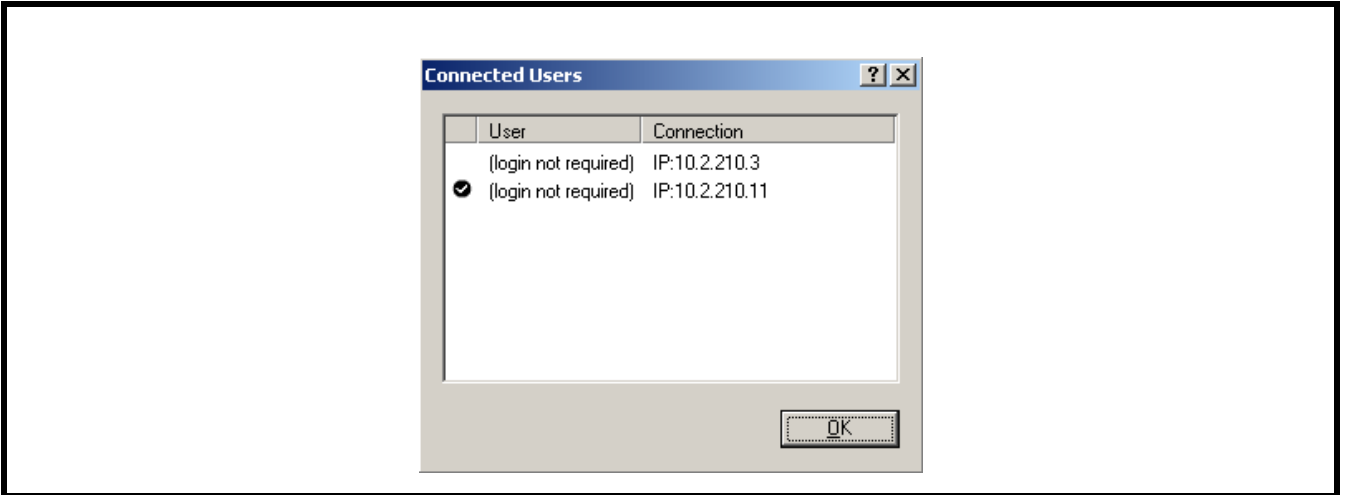 Connected Users
User Connection
(login not required) IP:10.2.210.3
(login not required) IP:10.2.210.11
OK